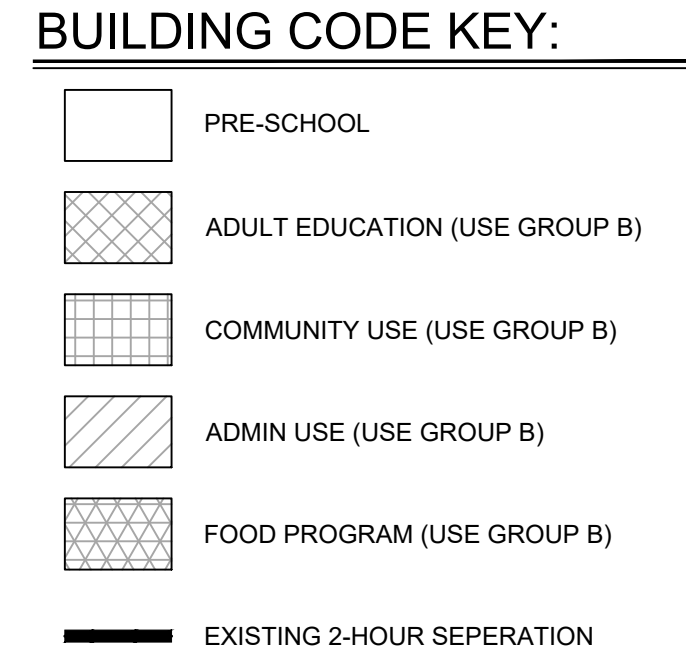 BUILDING CODE KEY:
PRE-SCHOOL
ADULT EDUCATION (USE GROUP B)
COMMUNITY USE (USE GROUP B)
ADMIN USE (USE GROUP B)
FOOD PROGRAM (USE GROUP B)
EXISTING 2-HOUR SEPERATION